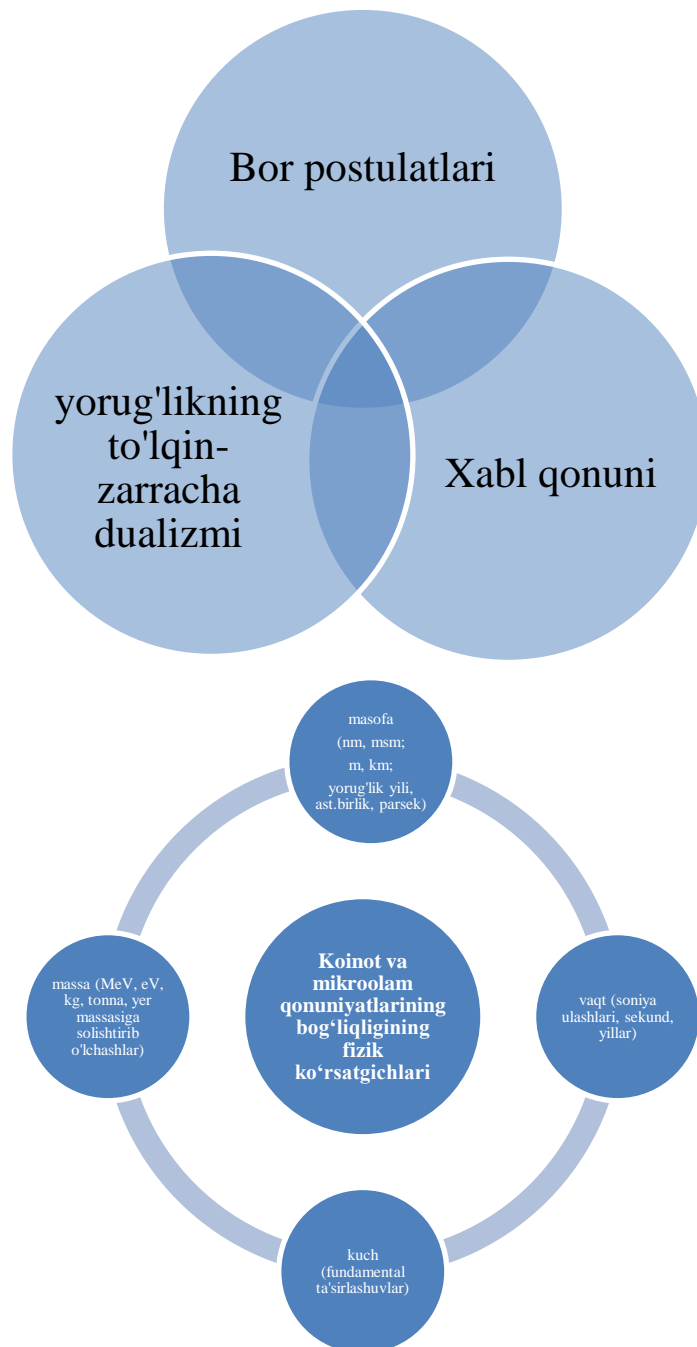 Bor postulatlari
yorug'likning
to'lqin-
zarracha
dualizmi
Xabl qonuni
masofa
(nm, msm;
m, km;
yorug'lik yili,
ast.birlik, parsek)
massa (MeV, eV,
kg, tonna, yer
massasiga
solishtirib
o'lchashlar)
Koinot va
mikroolam
qonuniyatlarining
bog‘liqligining
fizik
ko‘rsatgichlari
vaqt (soniya
ulashlari, sekund,
yillar)
kuch
(fundamental
ta'sirlashuvlar)